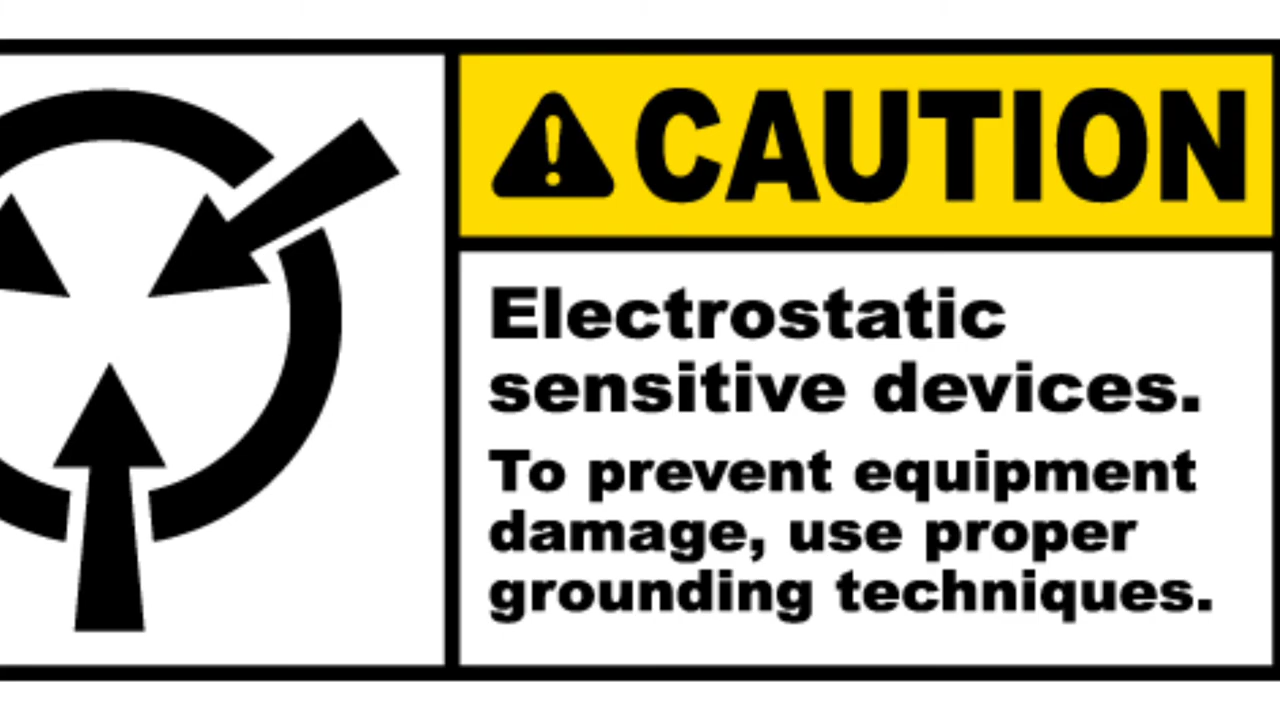 CAUTION
Electrostatic
sensitive devices.
To prevent equipment
damage, use proper
grounding techniques.